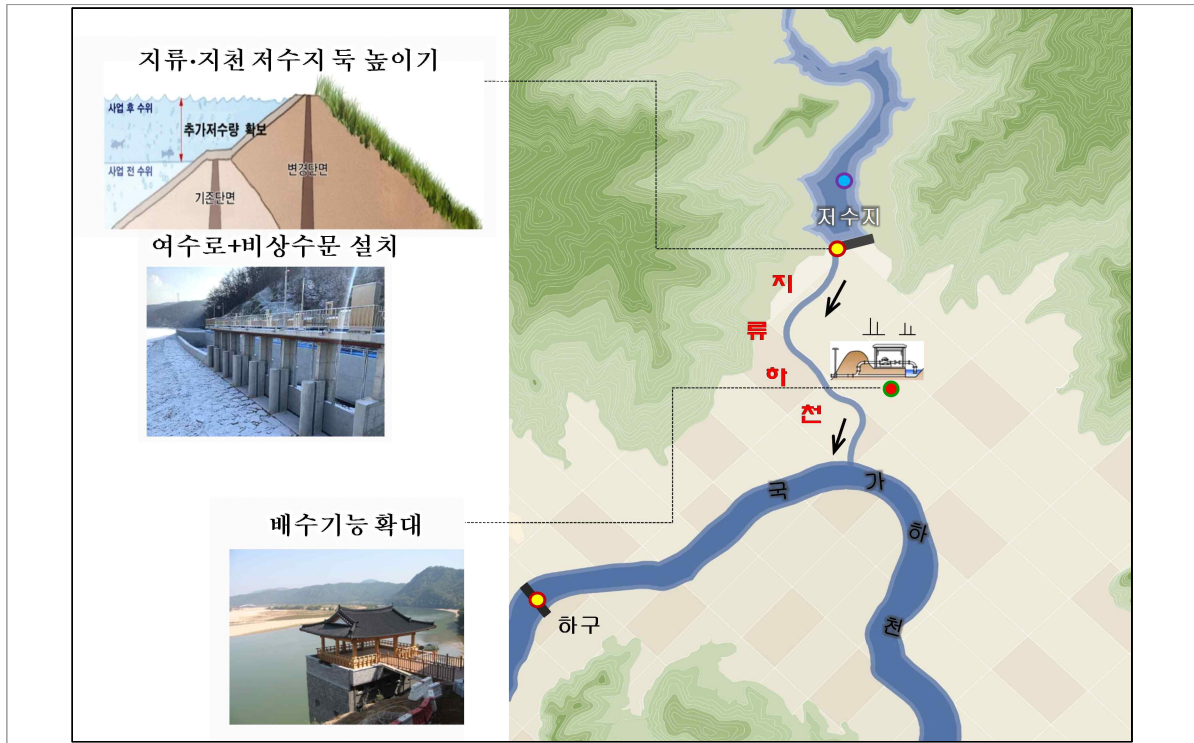 지류·지천 저수지 둑 높이기
사업 후 수위
추가저수량 확보
사업 전 수위
변경단면
기존단면
여수로+비상수문 설치
배수기능 확대
저수지
지류하천
국가하천
하구